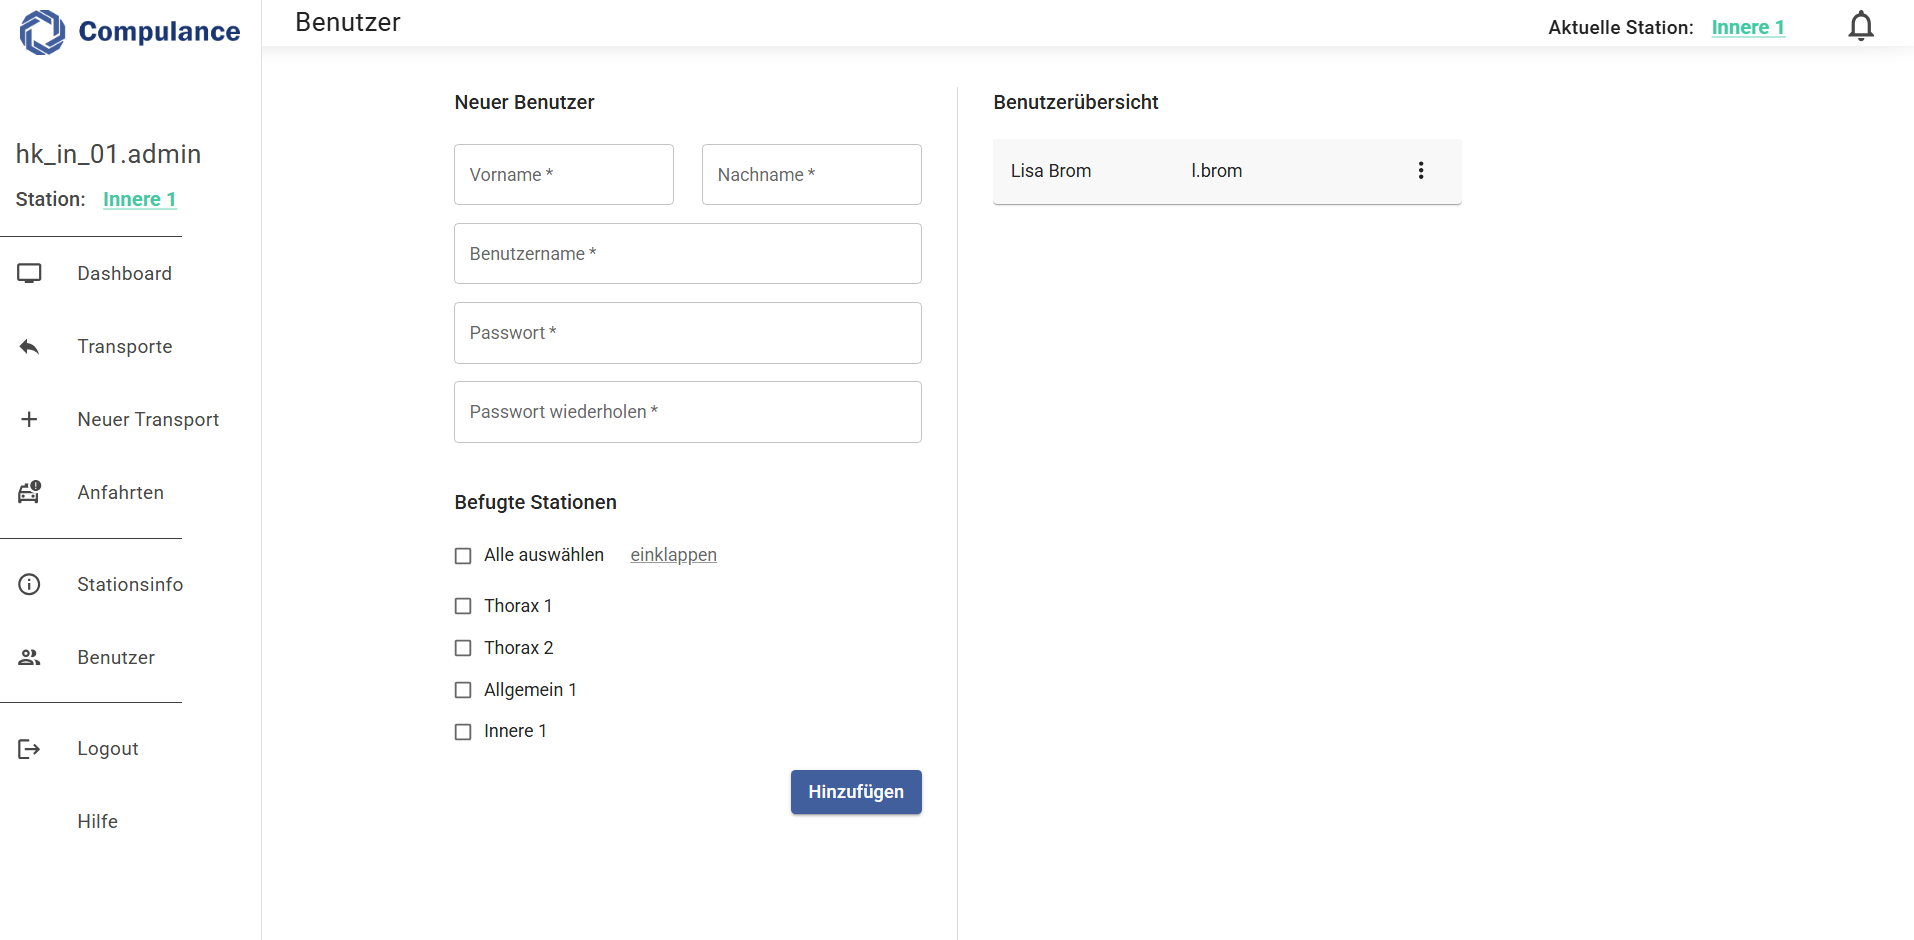 Compulance
hk_in_01.admin
Station: Innere 1
Dashboard
Transporte
Neuer Transport
Anfahrten
Stationsinfo
Benutzer
Logout
Hilfe
Benutzer
Aktuelle Station: Innere 1
Neuer Benutzer
Vorname *
Nachname *
Benutzername *
Passwort *
Passwort wiederholen *
Befugte Stationen
Alle auswählen einklappen
Thorax 1
Thorax 2
Allgemein 1
Innere 1
Hinzufügen
Benutzerübersicht
Lisa Brom l.brom